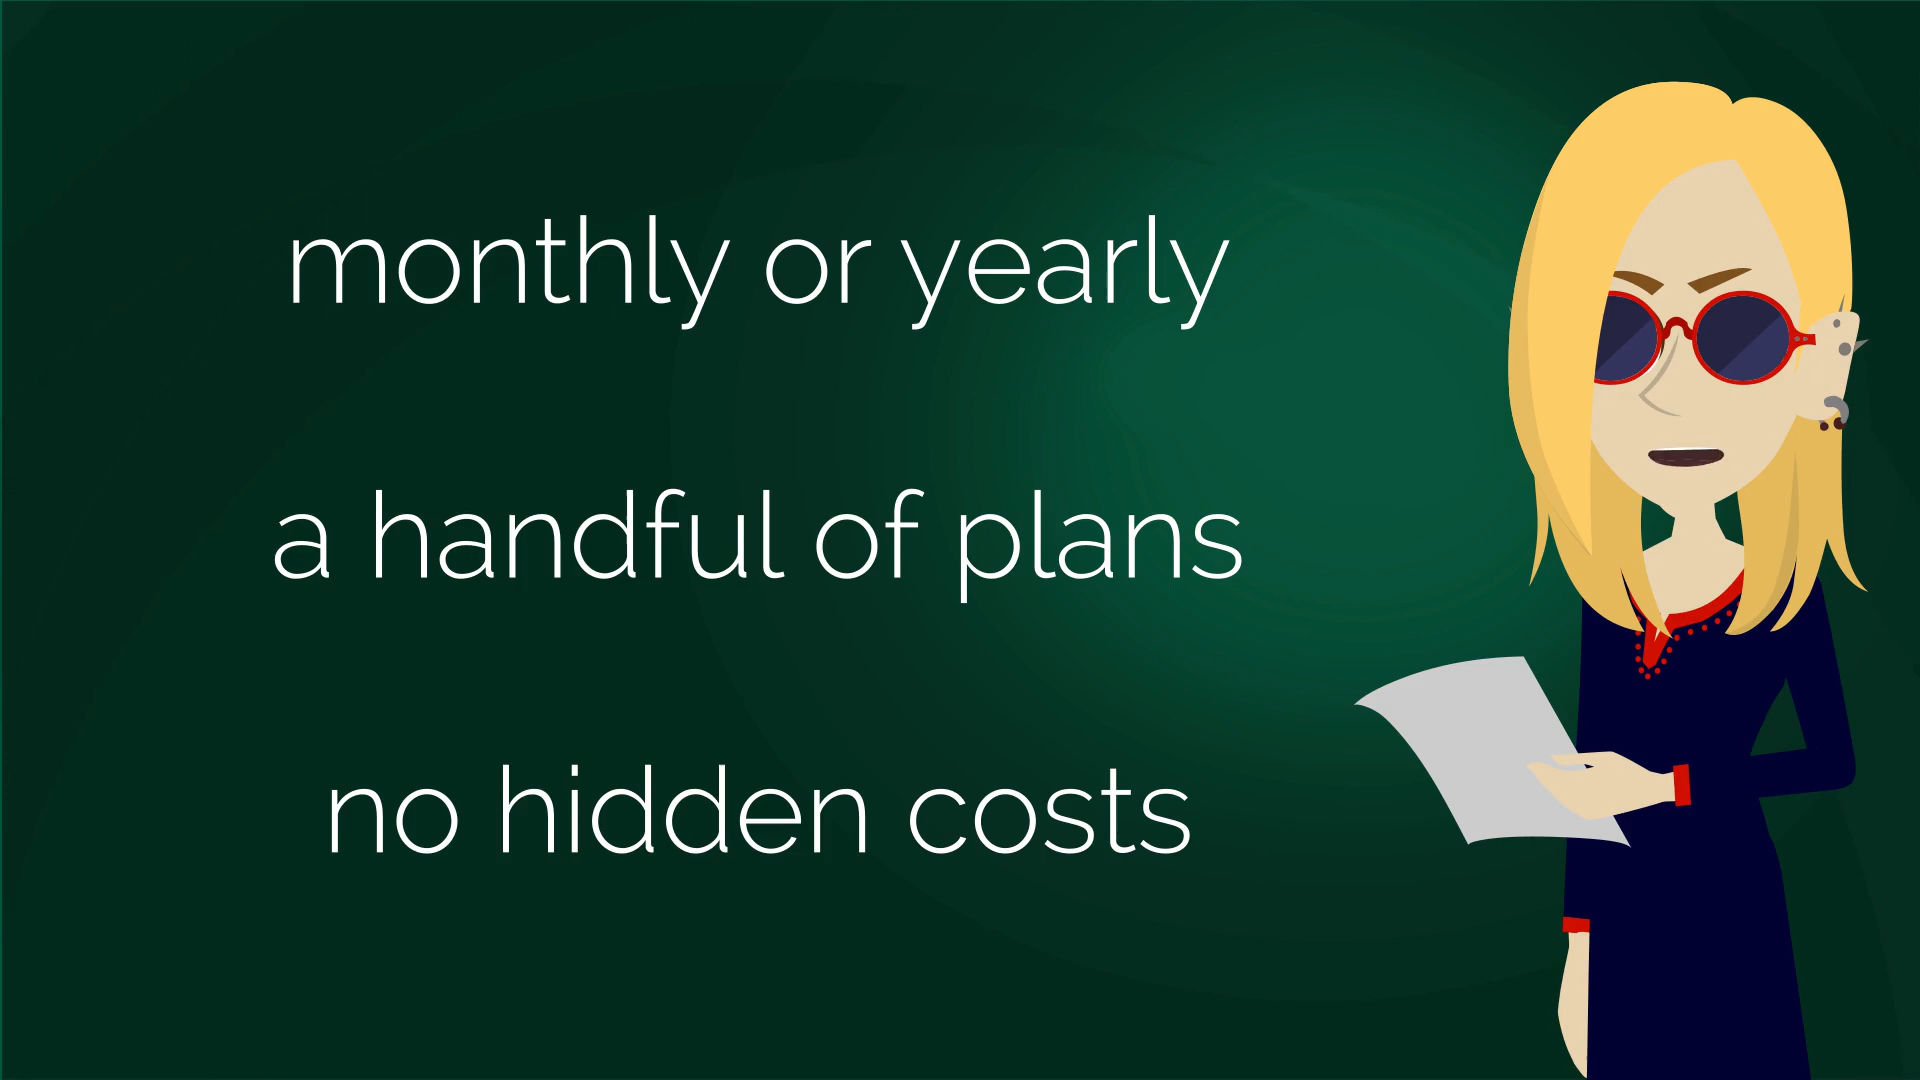 monthly or yearly
a handful of plans
no hidden costs